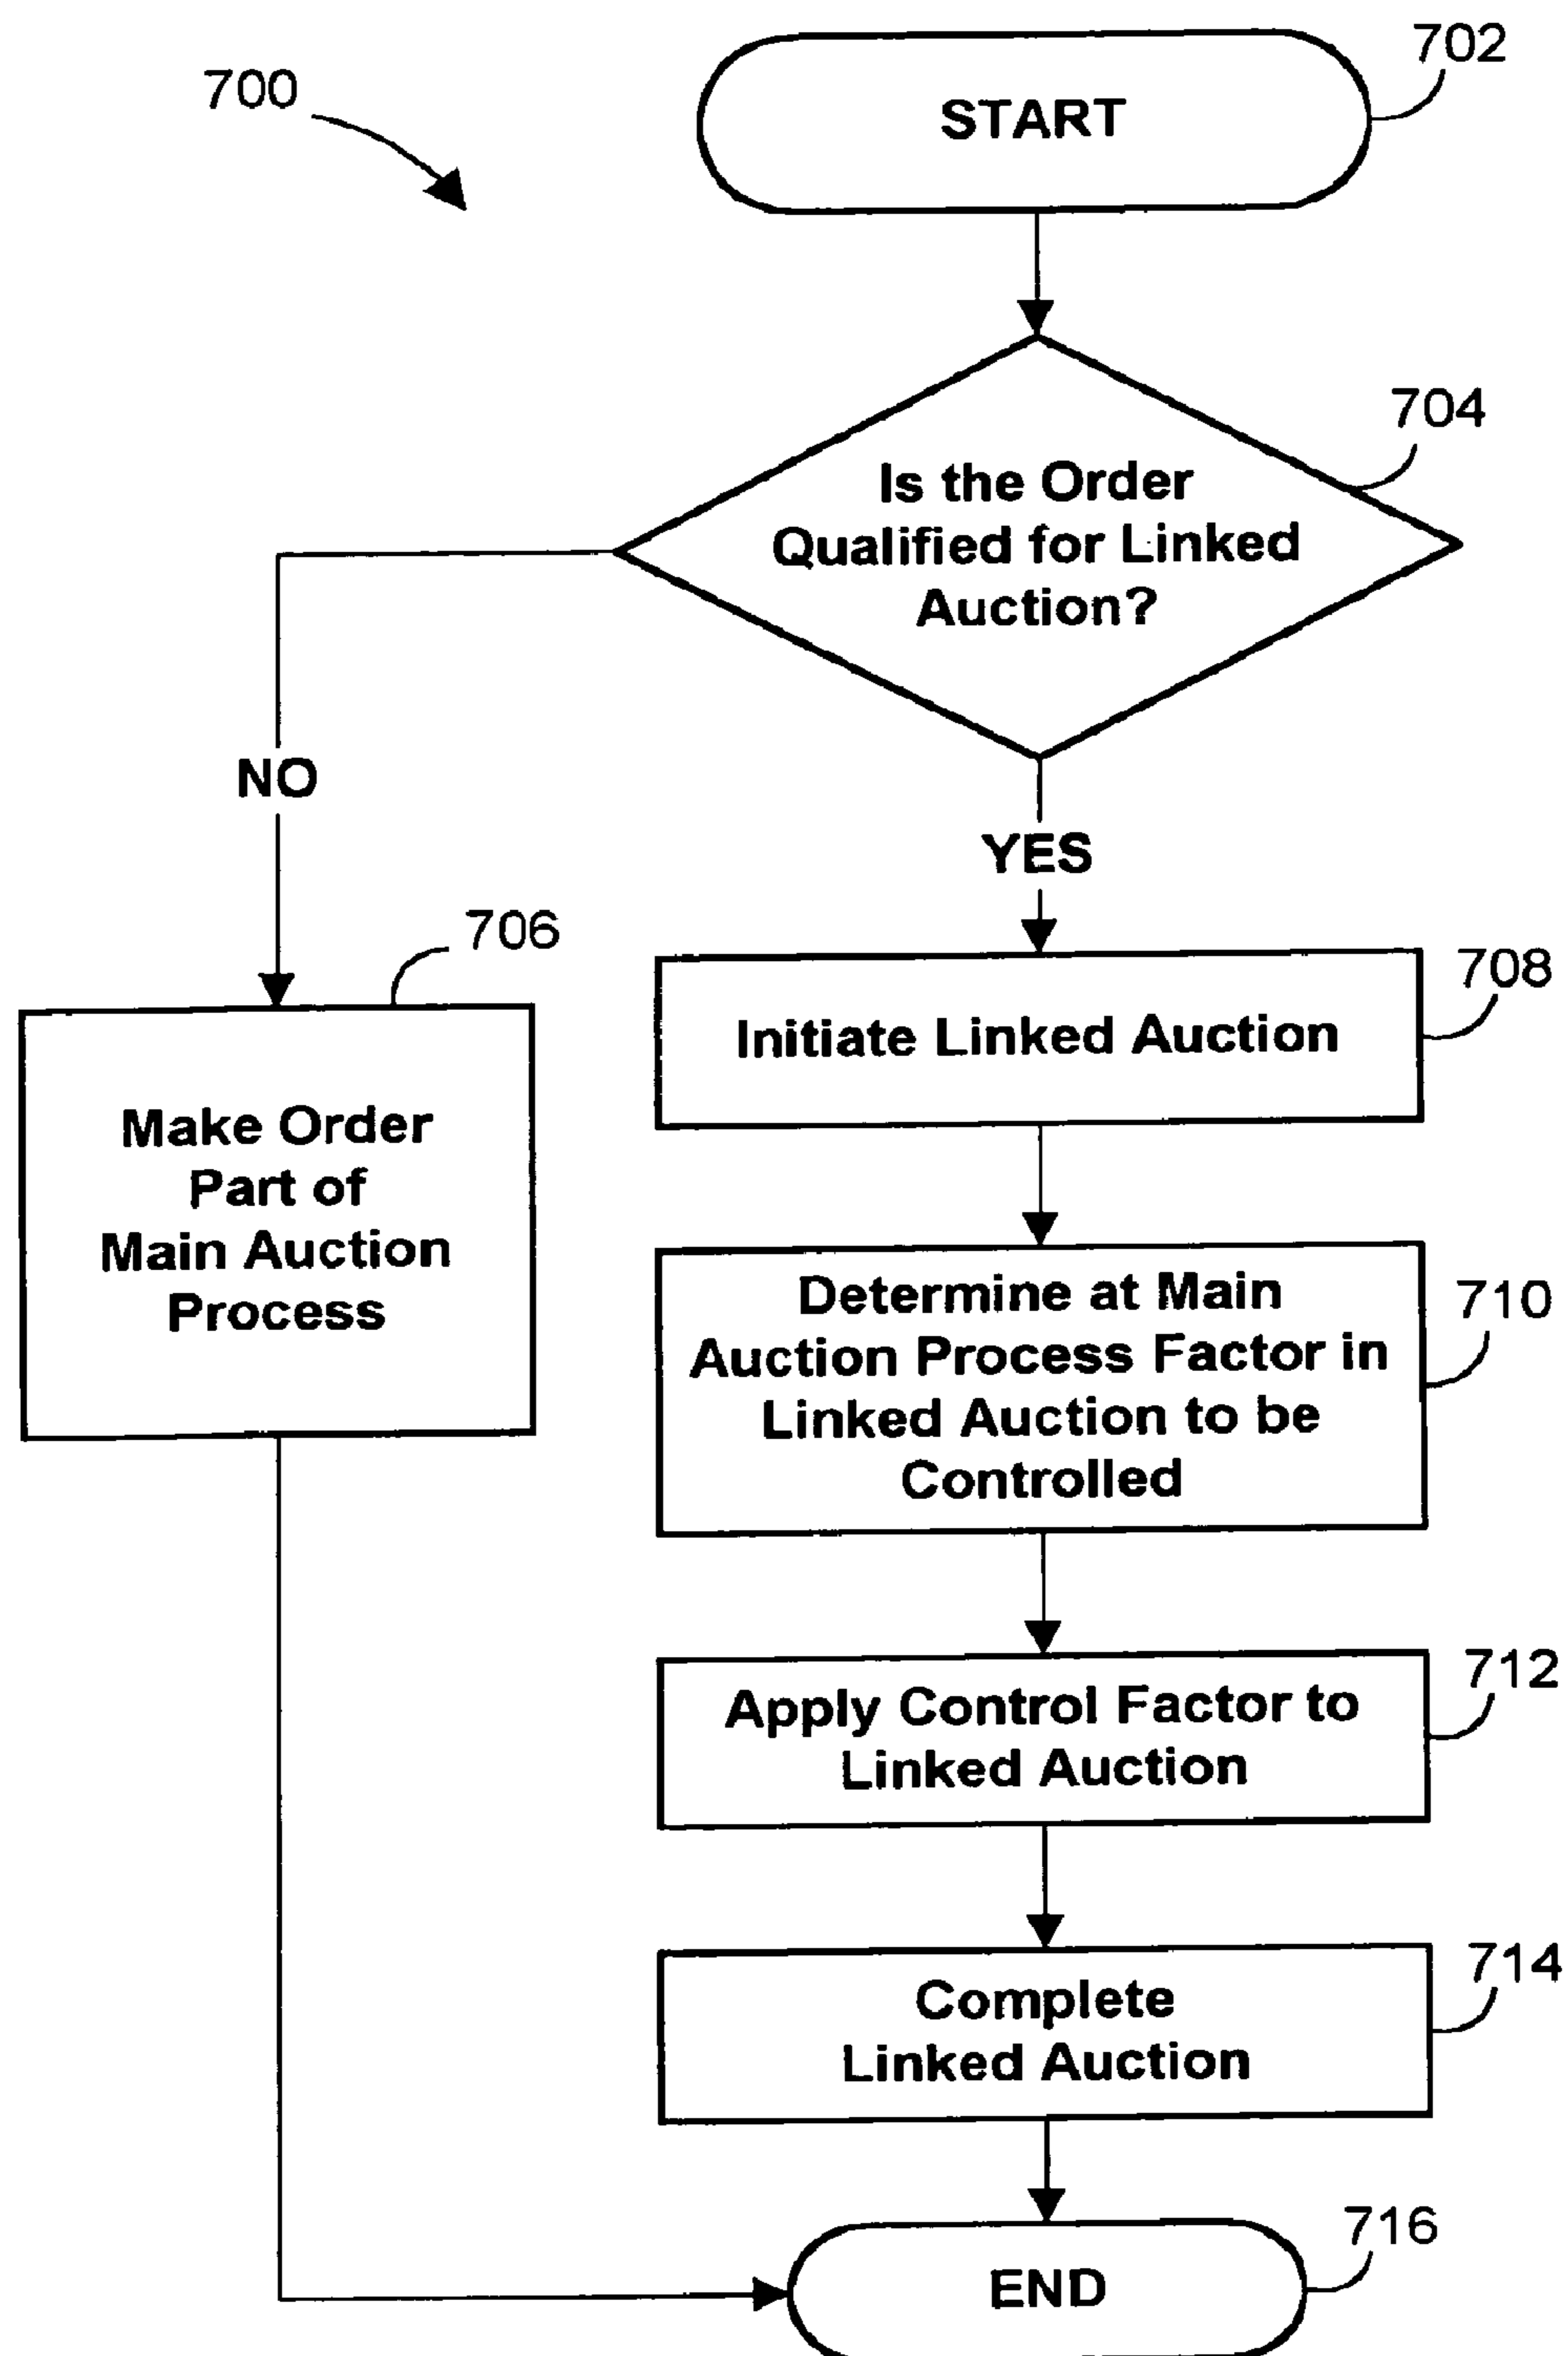 700
702
START
704
Is the Order
Qualified for Linked
Auction?
NO
YES
706
Make Order
Part of
Main Auction
Process
708
Initiate Linked Auction
710
Determine at Main
Auction Process Factor in
Linked Auction to be
Controlled
712
Apply Control Factor to
Linked Auction
714
Complete
Linked Auction
716
END